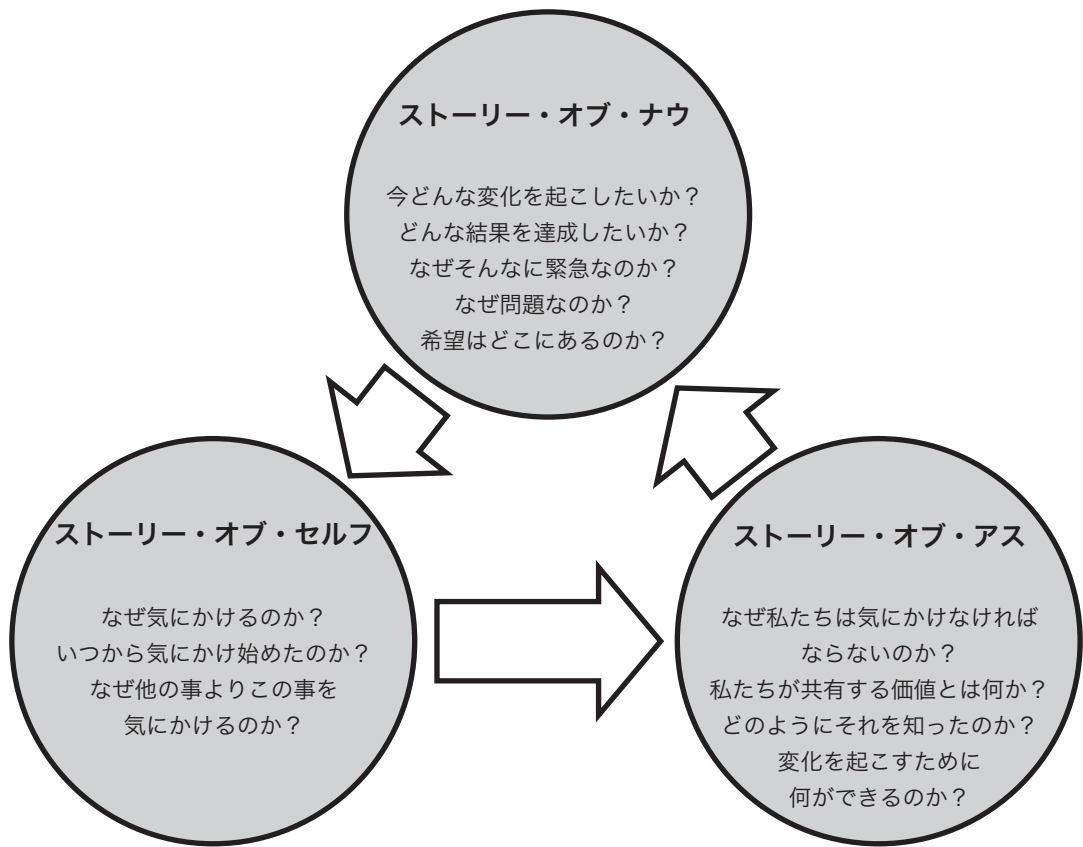 ストーリー・オブ・ナウ
今どんな変化を起こしたいか？
どんな結果を達成したいか？
なぜそんなに緊急なのか？
なぜ問題なのか？
希望はどこにあるのか？
ストーリー・オブ・セルフ
なぜ気にかけるのか？
いつから気にかけ始めたのか？
なぜ他の事よりこの事を
気にかけるのか？
ストーリー・オブ・アス
なぜ私たちは気にかけなければ
ならないのか？
私たちが共有する価値とは何か？
どのようにそれを知ったのか？
変化を起こすために
何ができるのか？